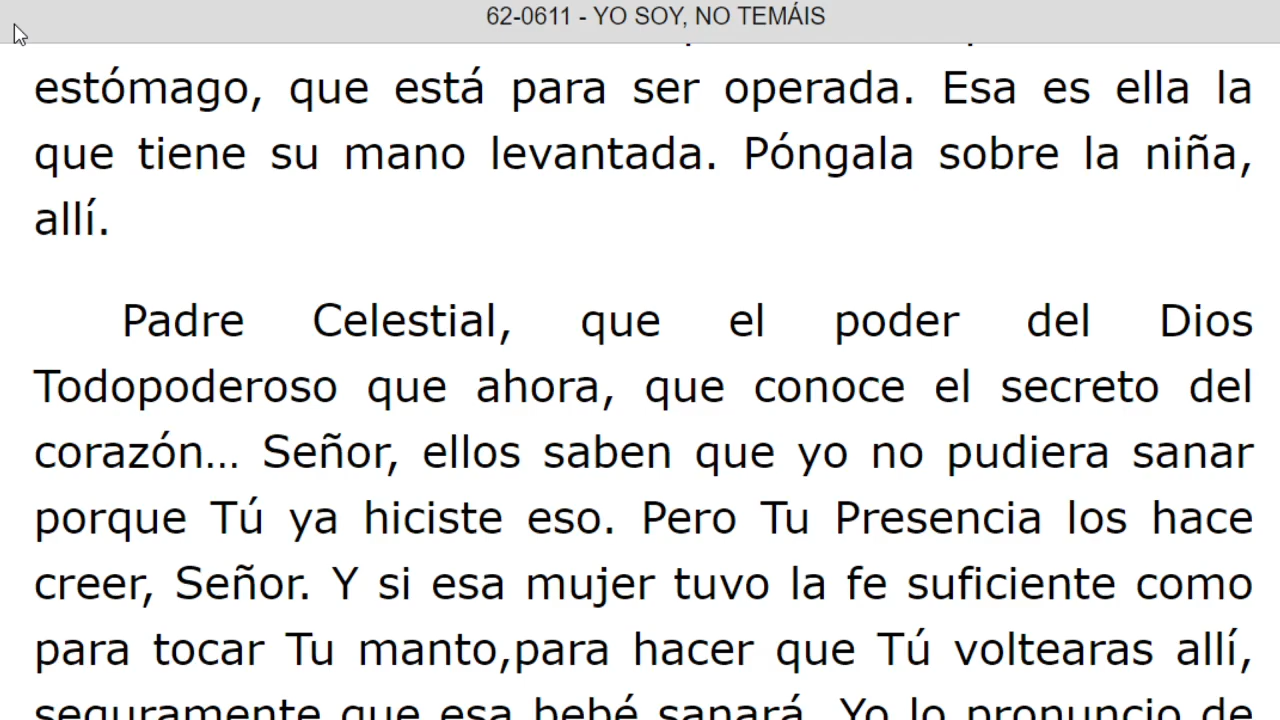 62-0611 - YO SOY, NO TEMÁIS
estómago, que está para ser operada. Esa es ella la
que tiene su mano levantada. Póngala sobre la niña,
allí.
Padre Celestial, que el poder del Dios
Todopoderoso que ahora, que conoce el secreto del
corazón... Señor, ellos saben que yo no pudiera sanar
porque Tú ya hiciste eso. Pero Tu Presencia los hace
creer, Señor. Y si esa mujer tuvo la fe suficiente como
para tocar Tu manto,para hacer que Tú voltearas allí,
seguramente que esa bebé sanará. Yo lo pronuncio de